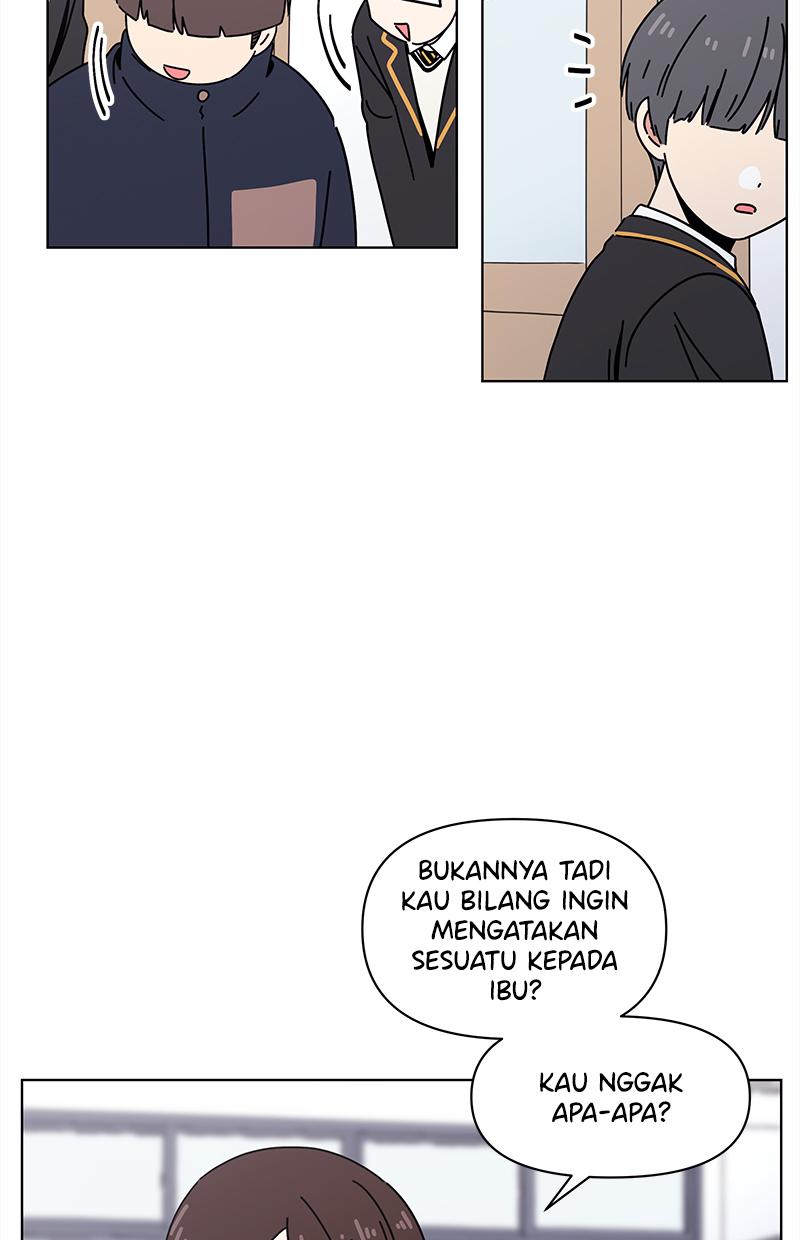 BUKANNYA TADI
KAU BILANG INGIN
MENGATAKAN
SESUATU KEPADA
IBU?
KAU NGGAK
APA-APA?